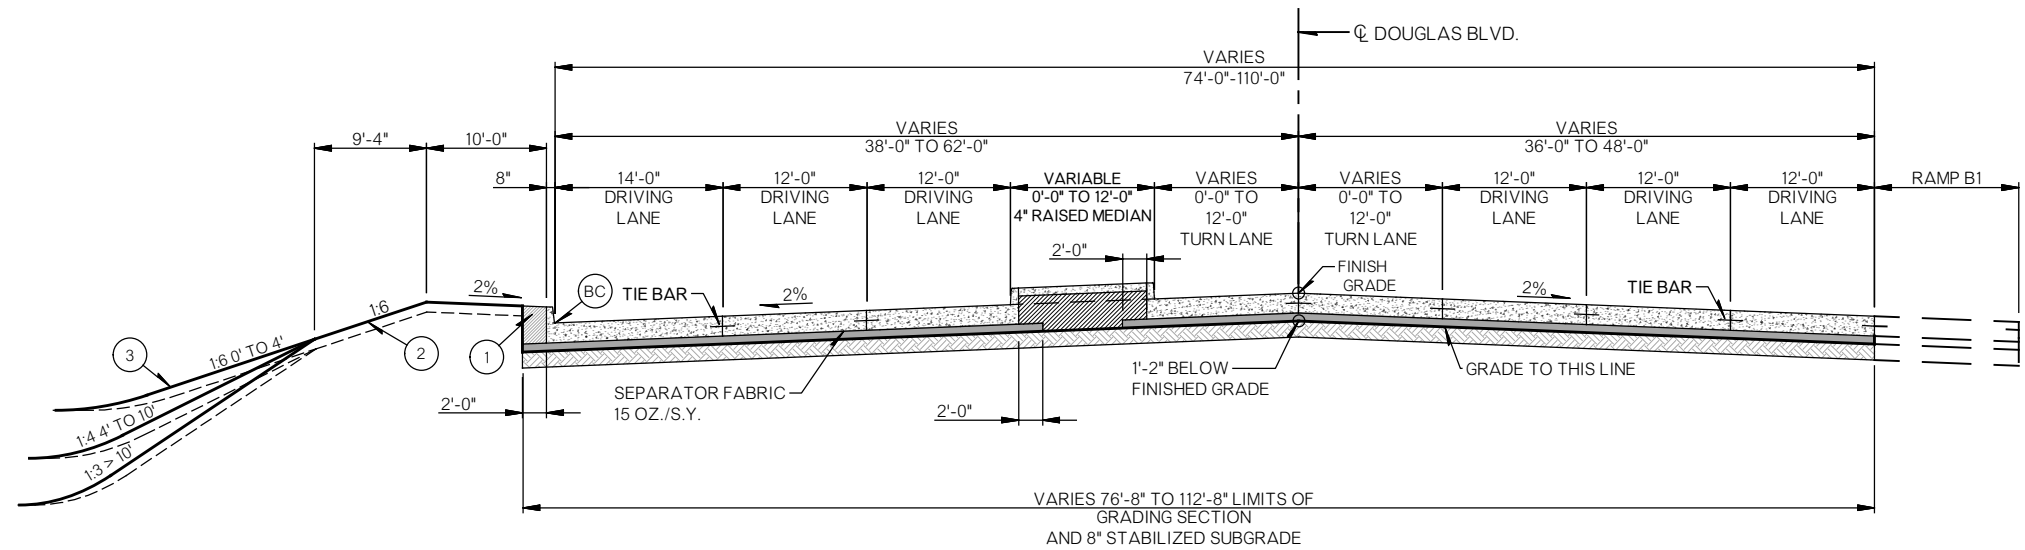 ℄ DOUGLAS BLVD.
VARIES
74'-0"-110'-0"
VARIES
38'-0" TO 62'-0"
VARIES
36'-0" TO 48'-0"
9'-4"
10'-0"
8"
14'-0"
DRIVING
LANE
12'-0"
DRIVING
LANE
12'-0"
DRIVING
LANE
VARIABLE
0'-0" TO 12'-0"
4" RAISED MEDIAN
VARIES
0'-0" TO
12'-0"
TURN LANE
VARIES
0'-0" TO
12'-0"
TURN LANE
12'-0"
DRIVING
LANE
12'-0"
DRIVING
LANE
12'-0"
DRIVING
LANE
RAMP B1
2'-0"
FINISH
GRADE
2%
BC
TIE BAR
2%
2%
TIE BAR
1:6
3
1:6 0' TO 4'
2
1
1:4 4' TO 10'
1:3 > 10'
2'-0"
SEPARATOR FABRIC
15 OZ./S.Y.
2'-0"
1'-2" BELOW
FINISHED GRADE
GRADE TO THIS LINE
VARIES 76'-8" TO 112'-8" LIMITS OF
GRADING SECTION
AND 8" STABILIZED SUBGRADE